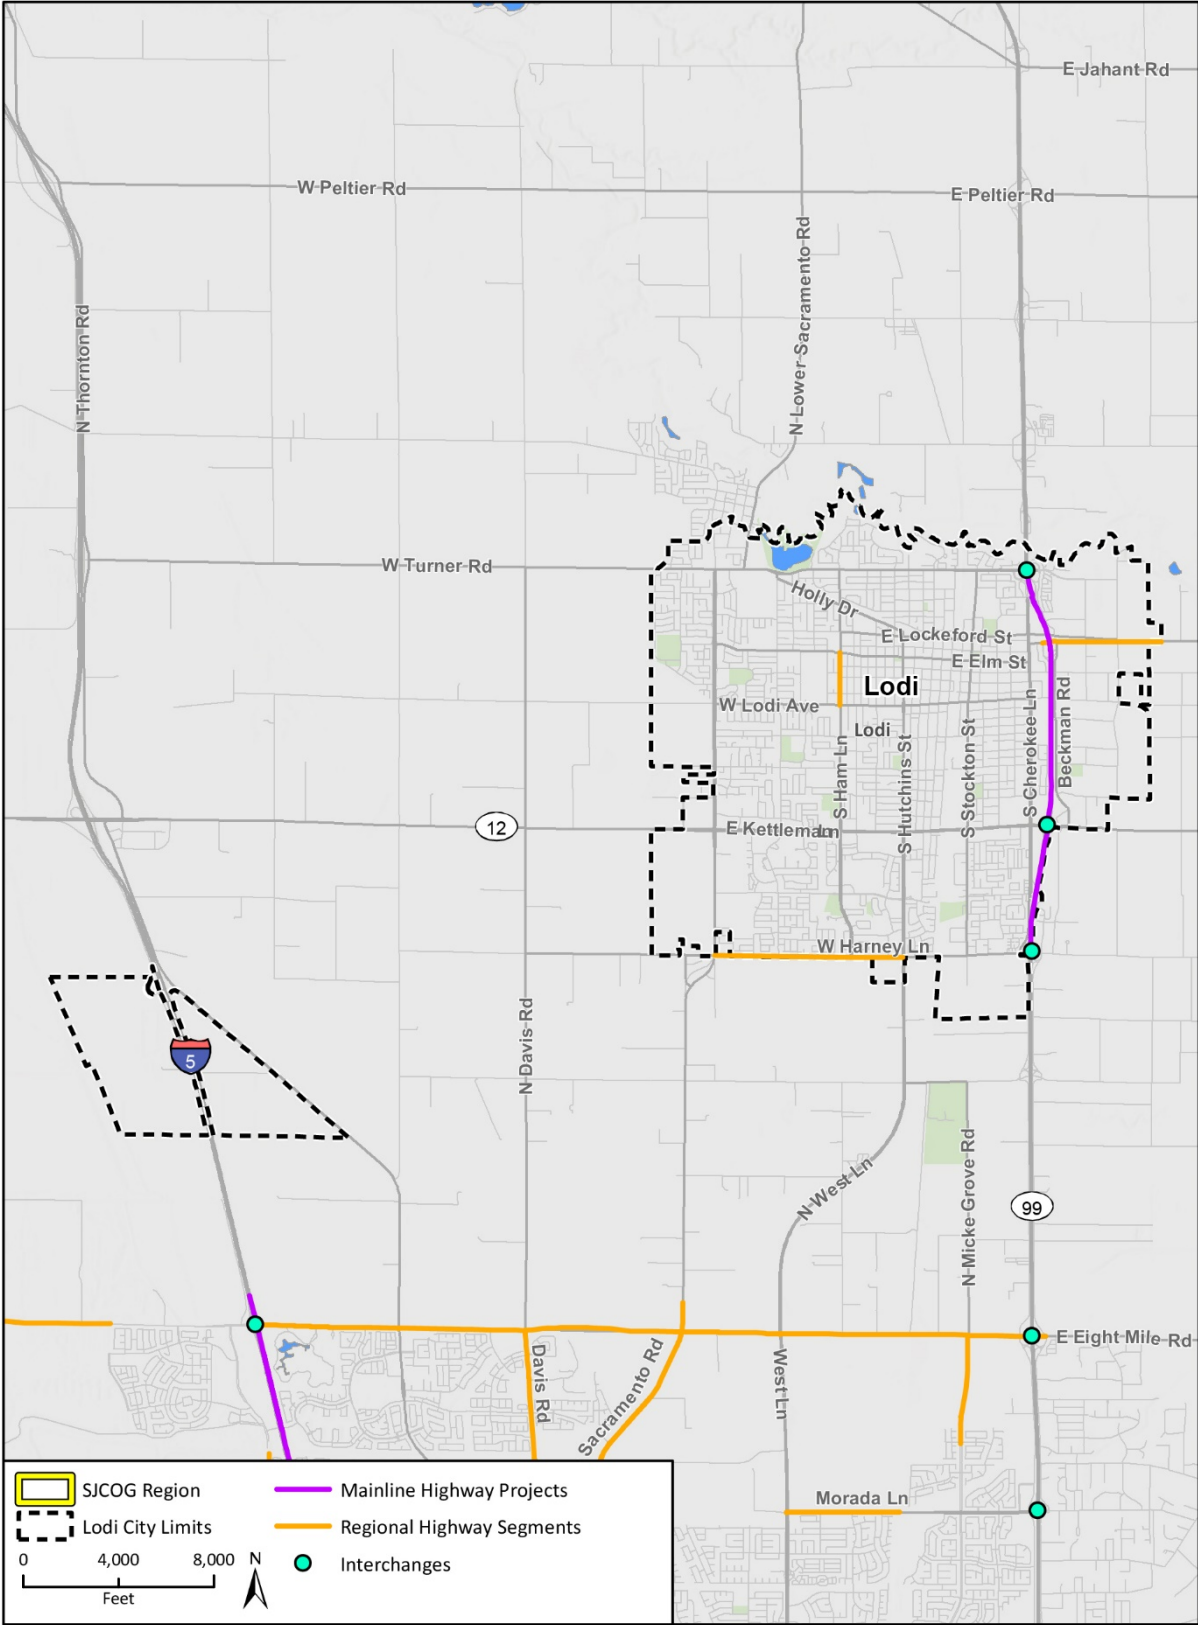 E Jahant Rd
W Peltier Rd
E Peltier Rd
N Lower Sacramento Rd
N Thornton Rd
W Turner Rd
Holly Dr
E Lockeford St
E Elm St
Lodi
W Lodi Ave
Lodi
S Ham Ln
S Hutchins St
S Stockton St
S Cherokee Ln
Beckman Rd
12
E Kettleman Ln
W Harney Ln
N Davis Rd
5
N West Ln
N Micke Grove Rd
99
E Eight Mile Rd
Davis Rd
Sacramento Rd
West Ln
Morada Ln
SJCOG Region
Mainline Highway Projects
Lodi City Limits
Regional Highway Segments
0 4,000 8,000
Feet
N
Interchanges